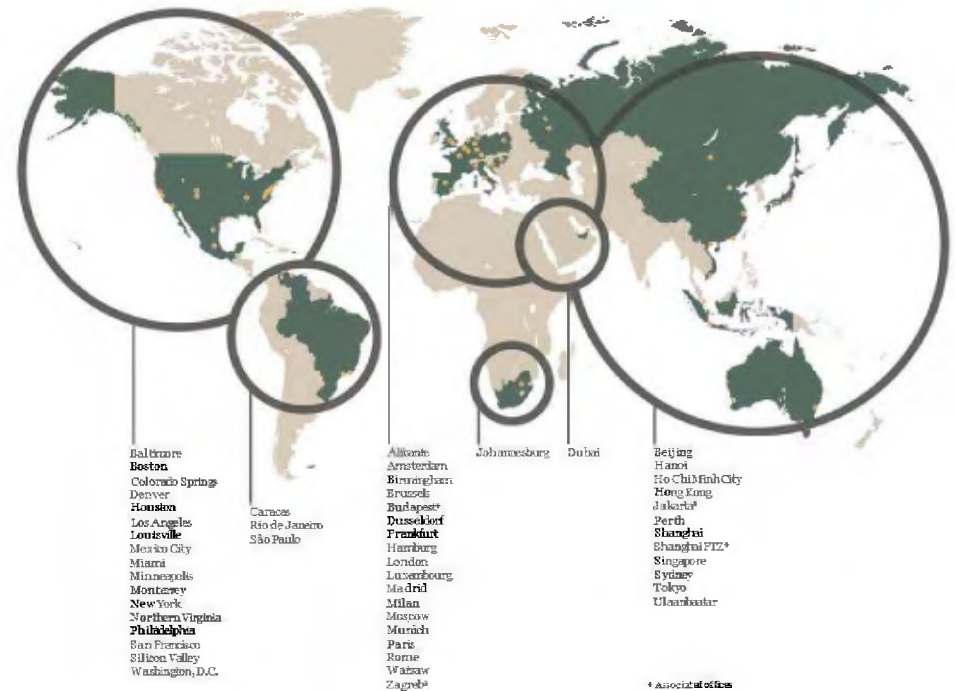 Baltimore
Boston
Colorado Springs
Denver
Houston
Los Angeles
Louisville
Mexico City
Miami
Minneapolis
Monterrey
New York
Northern Virginia
Philadelphia
San Francisco
Silicon Valley
Washington, D.C.
Caracas
Rio de Janeiro
São Paulo
Alicante
Amsterdam
Birmingham
Brussels
Budapest*
Dusseldorf
Frankfurt
Hamburg
London
Luxembourg
Madrid
Milan
Moscow
Munich
Paris
Rome
Warsaw
Zagreb*
Johannesburg
Dubai
Beijing
Hanoi
Ho Chi Minh City
Hong Kong
Jakarta*
Perth
Shanghai
Shanghai FTZ*
Singapore
Sydney
Tokyo
Ulaanbaatar
* Associated offices